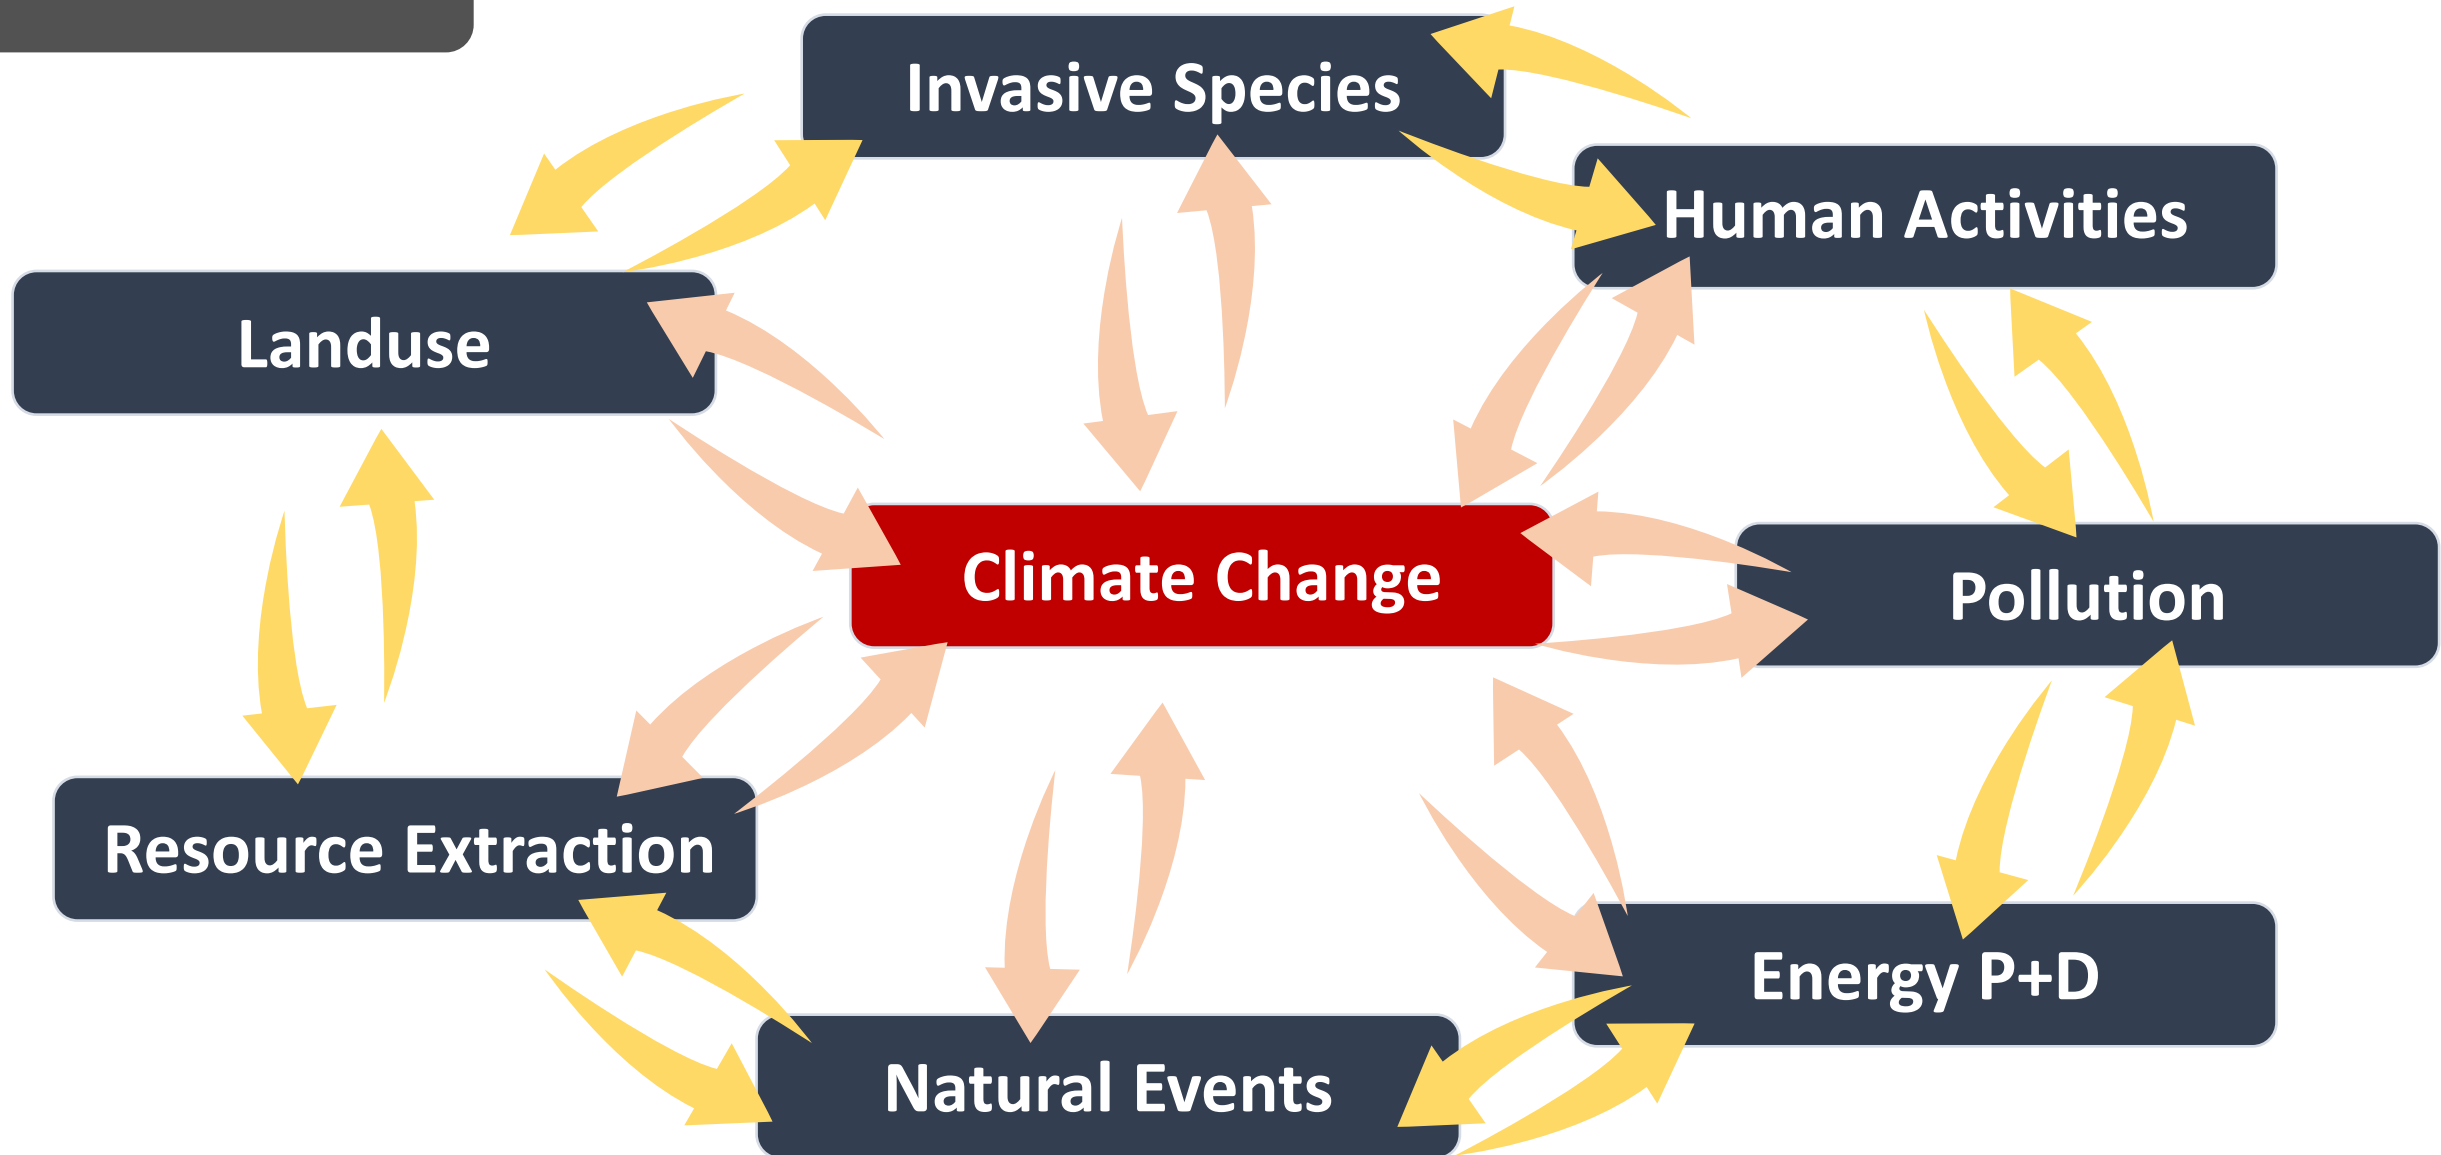 Invasive Species
Human Activities
Landuse
Climate Change
Pollution
Resource Extraction
Energy P+D
Natural Events